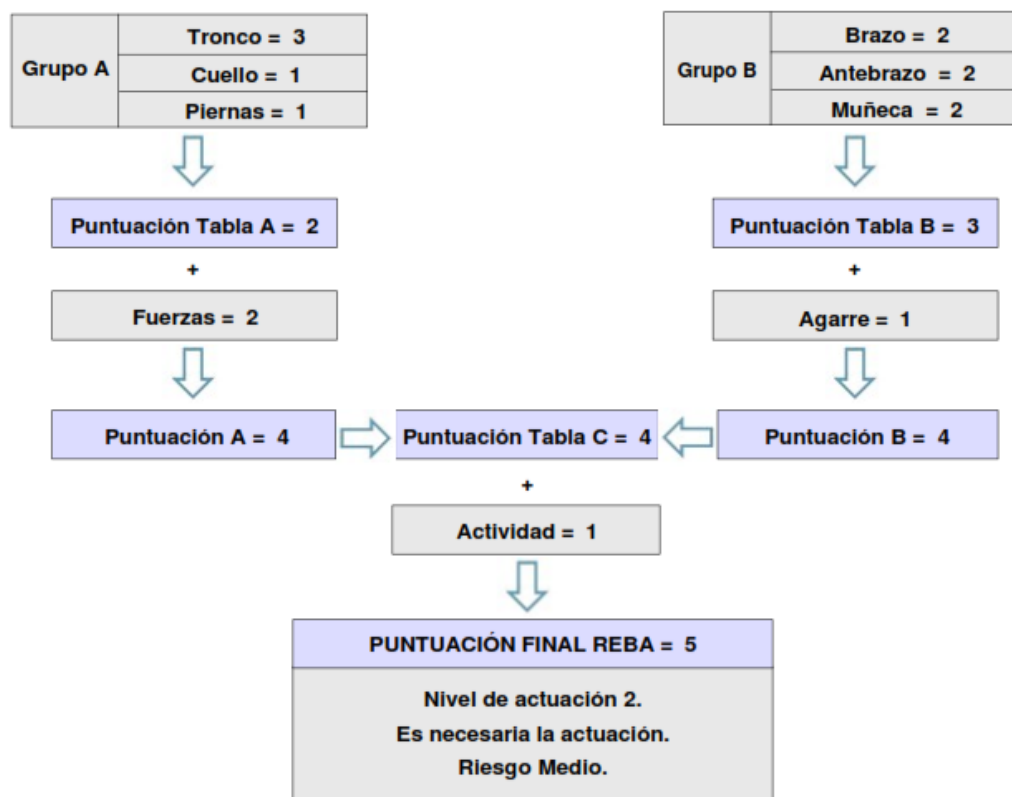 Grupo A
Tronco = 3
Cuello = 1
Piernas = 1
Grupo B
Brazo = 2
Antebrazo = 2
Muñeca = 2
Puntuación Tabla A = 2
+
Fuerzas = 2
Puntuación Tabla B = 3
+
Agarre = 1
Puntuación A = 4
Puntuación Tabla C = 4
Puntuación B = 4
+
Actividad = 1
PUNTUACIÓN FINAL REBA = 5
Nivel de actuación 2.
Es necesaria la actuación.
Riesgo Medio.